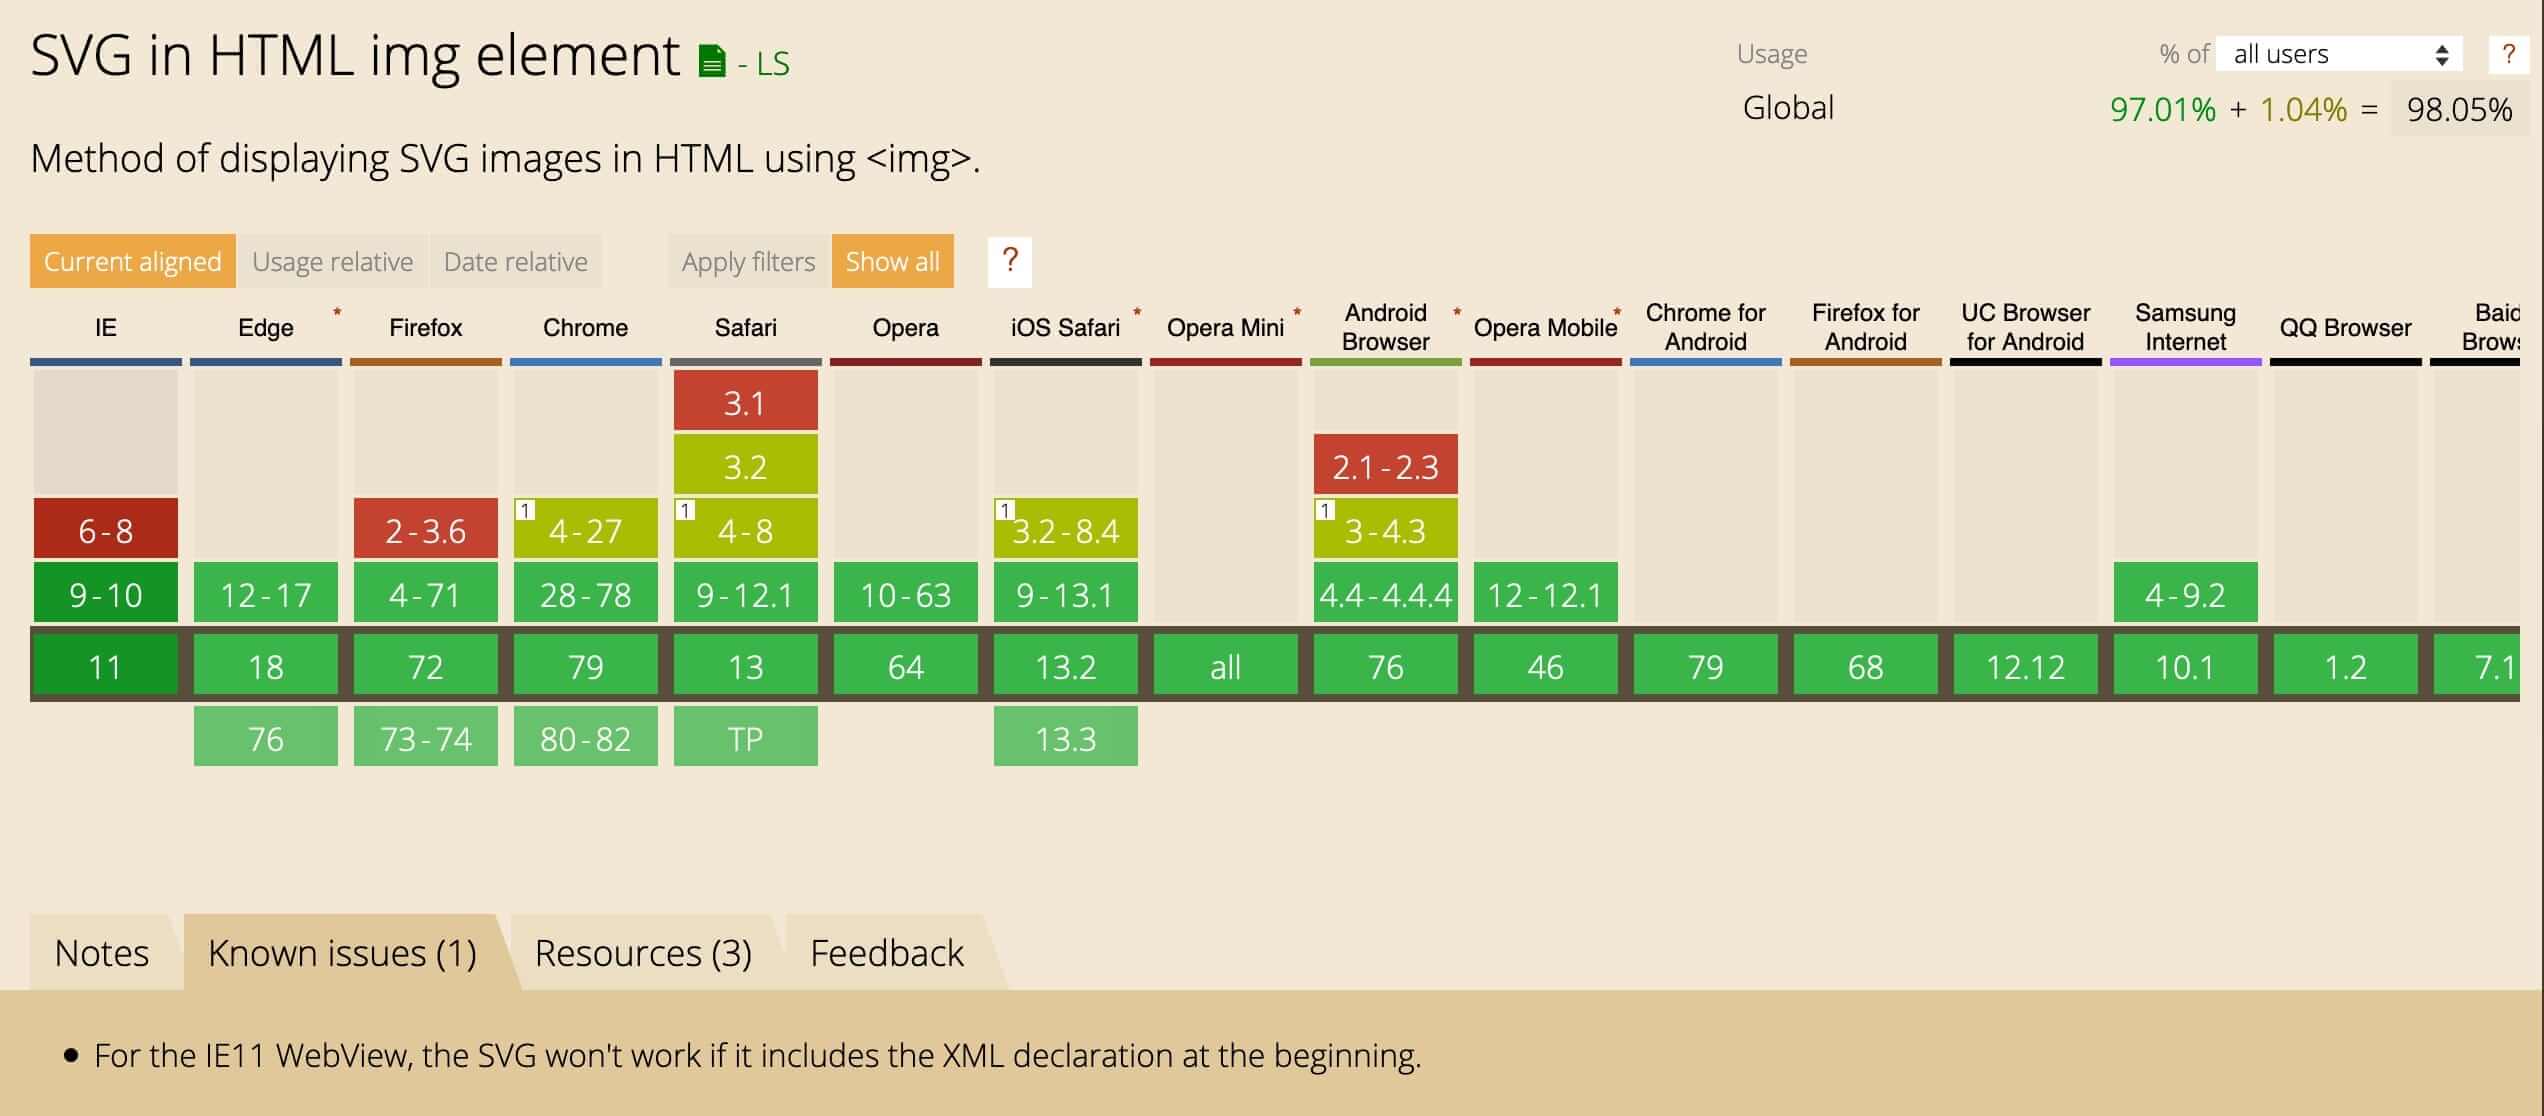 SVG in HTML img element - LS
Usage % of all users ?
Global 97.01% + 1.04% = 98.05%
Method of displaying SVG images in HTML using <img>.
Current aligned Usage relative Date relative Apply filters Show all ?
IE Edge * Firefox Chrome Safari Opera iOS Safari * Opera Mini * Android Browser * Opera Mobile * Chrome for Android Firefox for Android UC Browser for Android Samsung Internet QQ Browser
3.1
3.2 2.1-2.3
6-8 2-3.6 1 4-27 1 4-8 1 3.2-8.4 1 3-4.3
9-10 12-17 4-71 28-78 9-12.1 10-63 9-13.1 4.4-4.4.4 12-12.1 4-9.2
11 18 72 79 13 64 13.2 all 76 46 79 68 12.12 10.1 1.2 7.1
76 73-74 80-82 TP 13.3
Notes Known issues (1) Resources (3) Feedback
• For the IE11 WebView, the SVG won't work if it includes the XML declaration at the beginning.